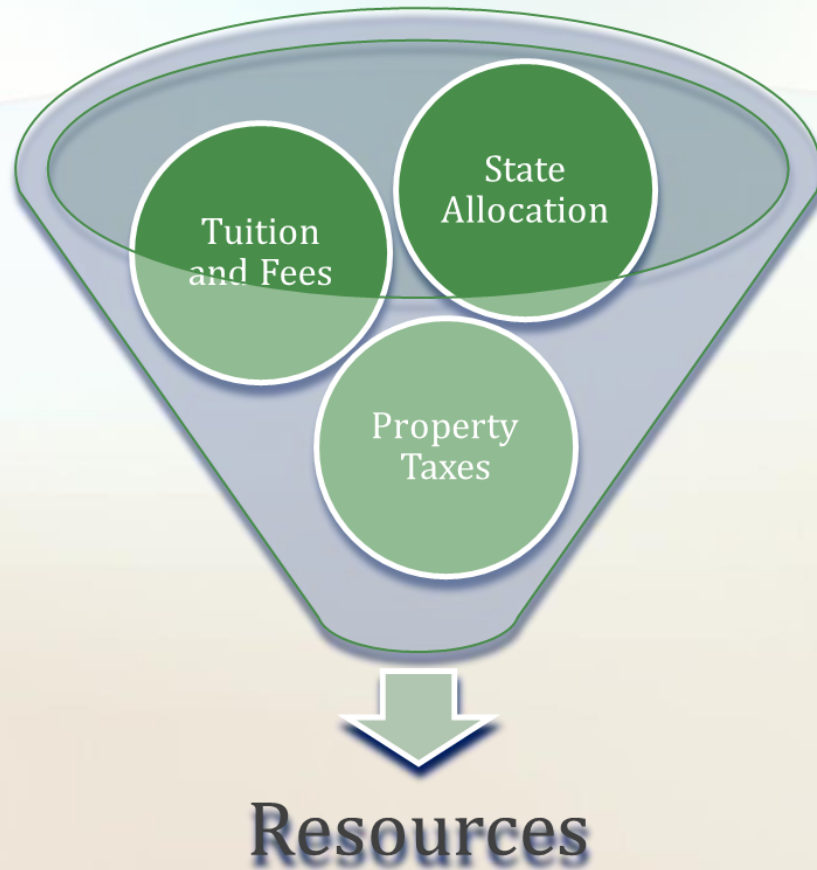 State
Allocation
Tuition
and Fees
Property
Taxes
Resources